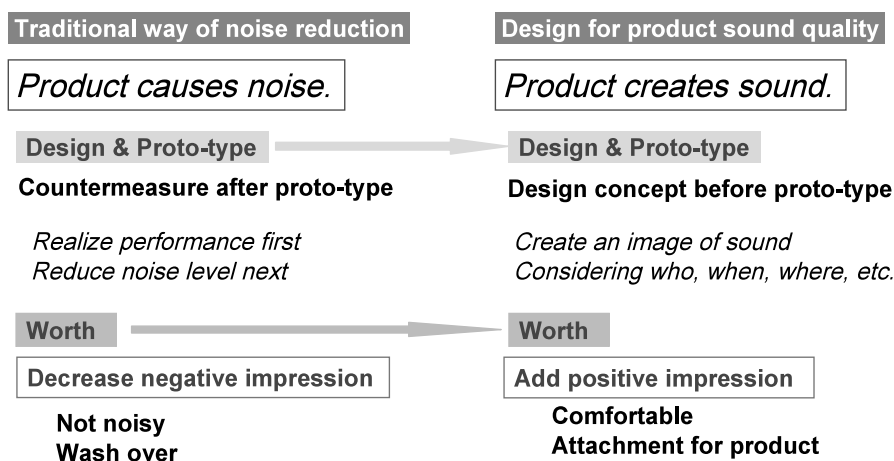 Traditional way of noise reduction
Product causes noise.
Design & Proto-type
Countermeasure after proto-type
Realize performance first
Reduce noise level next
Worth
Decrease negative impression
Not noisy
Wash over
Design for product sound quality
Product creates sound.
Design & Proto-type
Design concept before proto-type
Create an image of sound
Considering who, when, where, etc.
Worth
Add positive impression
Comfortable
Attachment for product